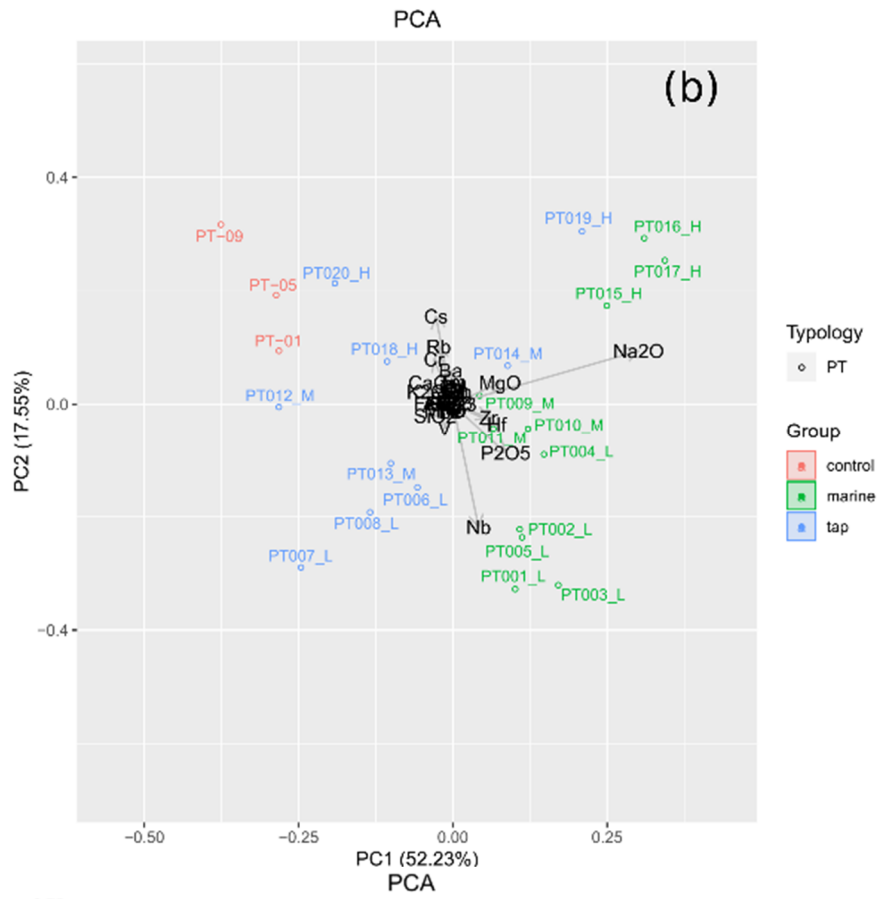 PCA
(b)
0.4
PT-09
PT019_H
PT016_H
PT017_H
PT020_H
PT-05
PT015_H
Cs
Typology
PT
PT-01
PT018_H
Rb
Cr
PT014_M
Na2O
Ba
MgO
PT012_M
0.0
PT009_M
Zr
Hf
V
PT010_M
PT011_M
P2O5
PT004_L
PC2 (17.55%)
Group
control
marine
tap
PT013_M
PT006_L
PT008_L
Nb
PT002_L
PT005_L
PT007_L
PT001_L
PT003_L
−0.4
−0.50
−0.25
0.00
0.25
PC1 (52.23%)
PCA